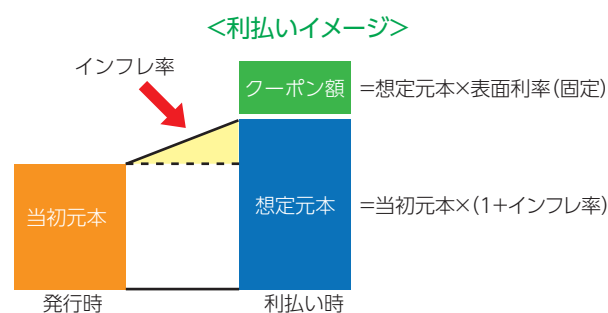 ＜利払いイメージ＞
インフレ率
クーポン額
＝想定元本×表面利率(固定)
当初元本
想定元本
＝当初元本×(1＋インフレ率)
発行時
利払い時